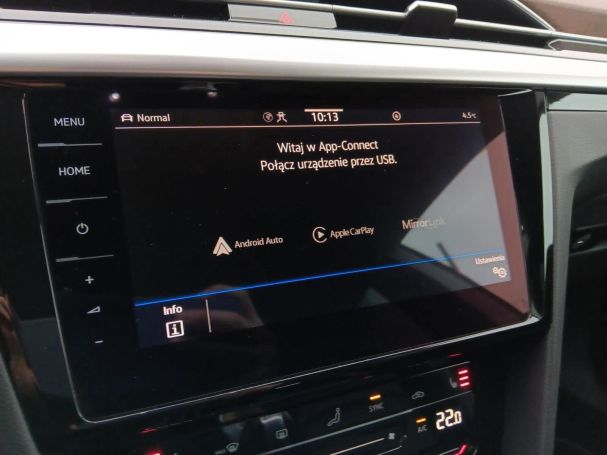 MENU
HOME
Normal
10:13
4.5°C
Witaj w App-Connect
Połącz urządzenie przez USB.
Android Auto
Apple CarPlay
MirrorLink
Ustawienia
Info
SYNC
A/C
22.0